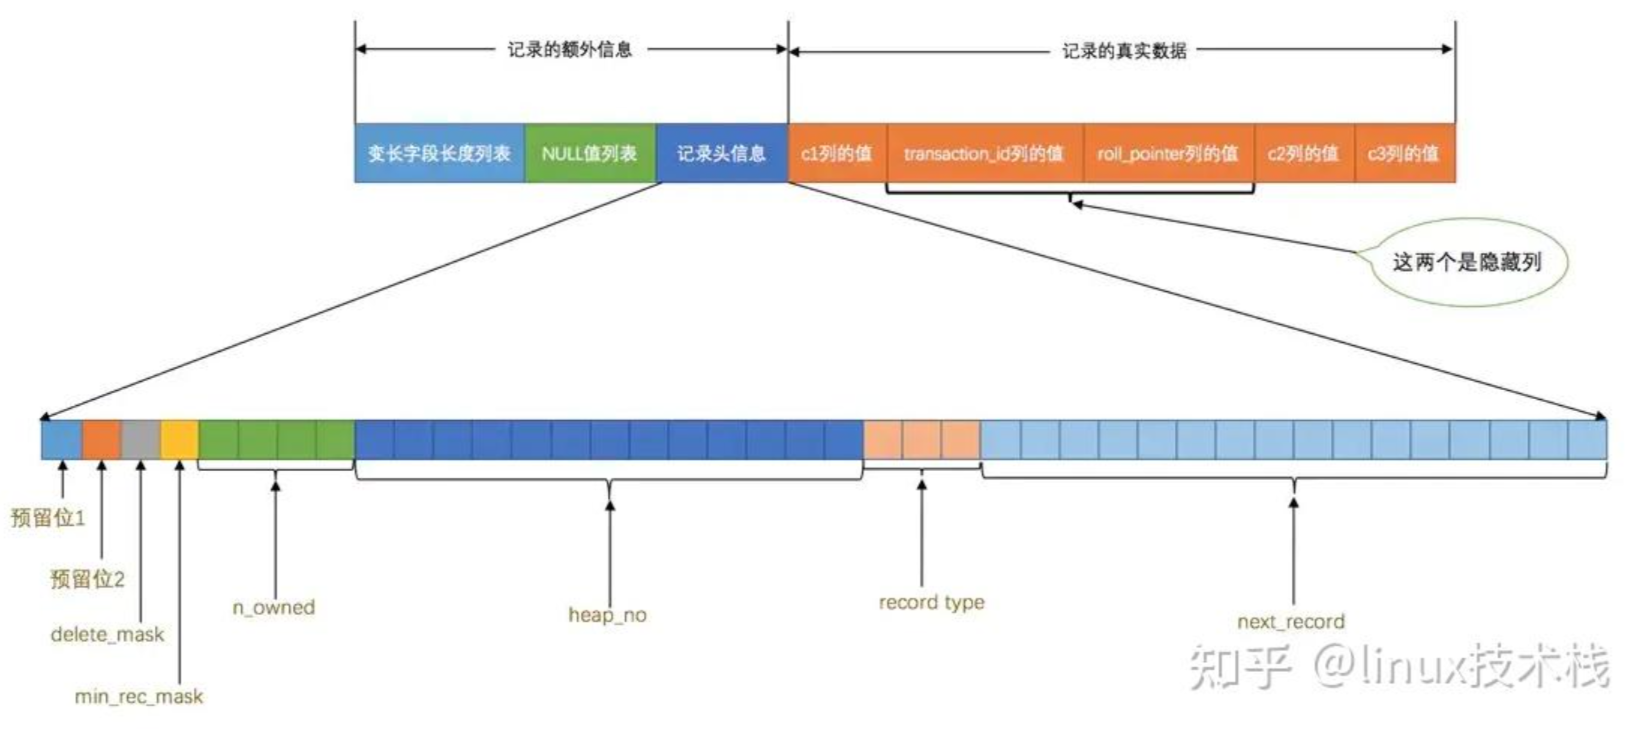 记录的额外信息
记录的真实数据
变长字段长度列表
NULL值列表
记录头信息
c1列的值
transaction_id列的值
roll_pointer列的值
c2列的值
c3列的值
这两个是隐藏列
预留位1
预留位2
delete_mask
min_rec_mask
n_owned
heap_no
record type
next_record
知乎 @linux技术栈